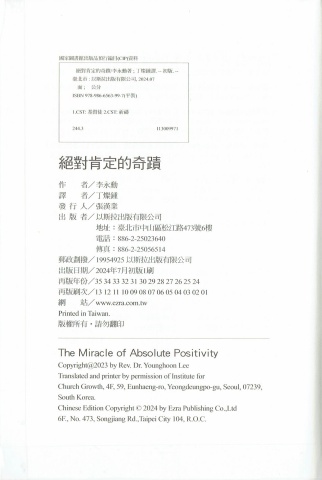 國家圖書館出版品預行編目(CIP)資料
絕對肯定的奇蹟/李永勳著；丁燦鍾譯. -- 初版. --
臺北市：以斯拉出版有限公司, 2024.07
面； 公分
1.CST: 基督徒 2.CST: 祈禱
244.3
絕對肯定的奇蹟
作 者／李永勳
譯 者／丁燦鍾
發 行 人／張漢業
出 版 者／以斯拉出版有限公司
地址：臺北市中山區松江路473號6樓
電話：886-2-25023640
傳真：886-2-25056514
郵政劃撥／19954925 以斯拉出版有限公司
出版日期／2024年7月初版1刷
再版年份／35 34 33 32 31 30 29 28 27 26 25 24
再版刷次／13 12 11 10 09 08 07 06 05 04 03 02 01
網 站／www.ezra.com.tw
Printed in Taiwan.
版權所有・請勿翻印
The Miracle of Absolute Positivity
Copyright@2023 by Rev. Dr. Younghoon Lee
Translated and printer by permission of Institute for
Church Growth, 4F, 59, Eunhaeng-ro, Yeongdeungpo-gu, Seoul, 07239,
South Korea.
Chinese Edition Copyright © 2024 by Ezra Publishing Co.,Ltd
6F., No. 473, Songjiang Rd.,Taipei City 104, R.O.C.